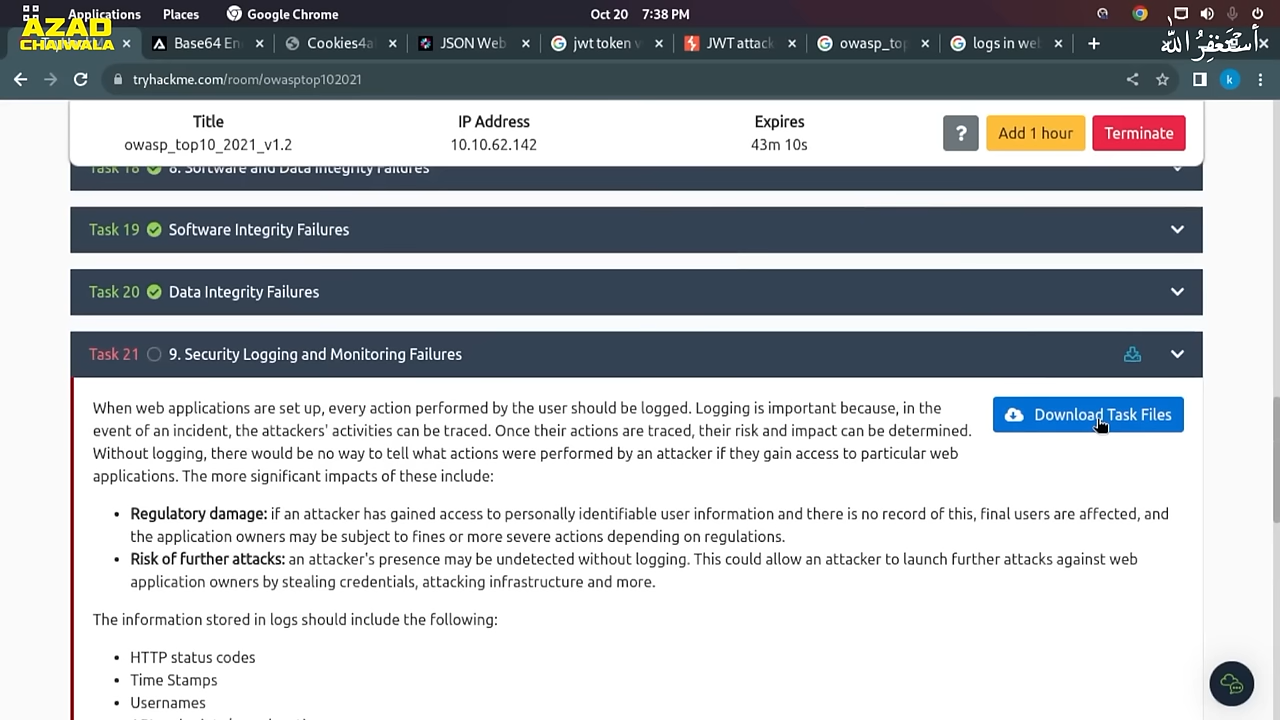 Applications Places Google Chrome Oct 20 7:38 PM
AZAD
CHAIWALA
Base64 En Cookies4a JSON Web jwt token v JWT attack owasp_top logs in we
أستغفر الله
tryhackme.com/room/owasptop102021 k
Title IP Address Expires
owasp_top10_2021_v1.2 10.10.62.142 43m 10s ? Add 1 hour Terminate
Task 18 8. Software and Data Integrity Failures
Task 19 Software Integrity Failures
Task 20 Data Integrity Failures
Task 21 9. Security Logging and Monitoring Failures
When web applications are set up, every action performed by the user should be logged. Logging is important because, in the
event of an incident, the attackers' activities can be traced. Once their actions are traced, their risk and impact can be determined.
Without logging, there would be no way to tell what actions were performed by an attacker if they gain access to particular web
applications. The more significant impacts of these include:
Download Task Files
• Regulatory damage: if an attacker has gained access to personally identifiable user information and there is no record of this, final users are affected, and
the application owners may be subject to fines or more severe actions depending on regulations.
• Risk of further attacks: an attacker's presence may be undetected without logging. This could allow an attacker to launch further attacks against web
application owners by stealing credentials, attacking infrastructure and more.
The information stored in logs should include the following:
• HTTP status codes
• Time Stamps
• Usernames